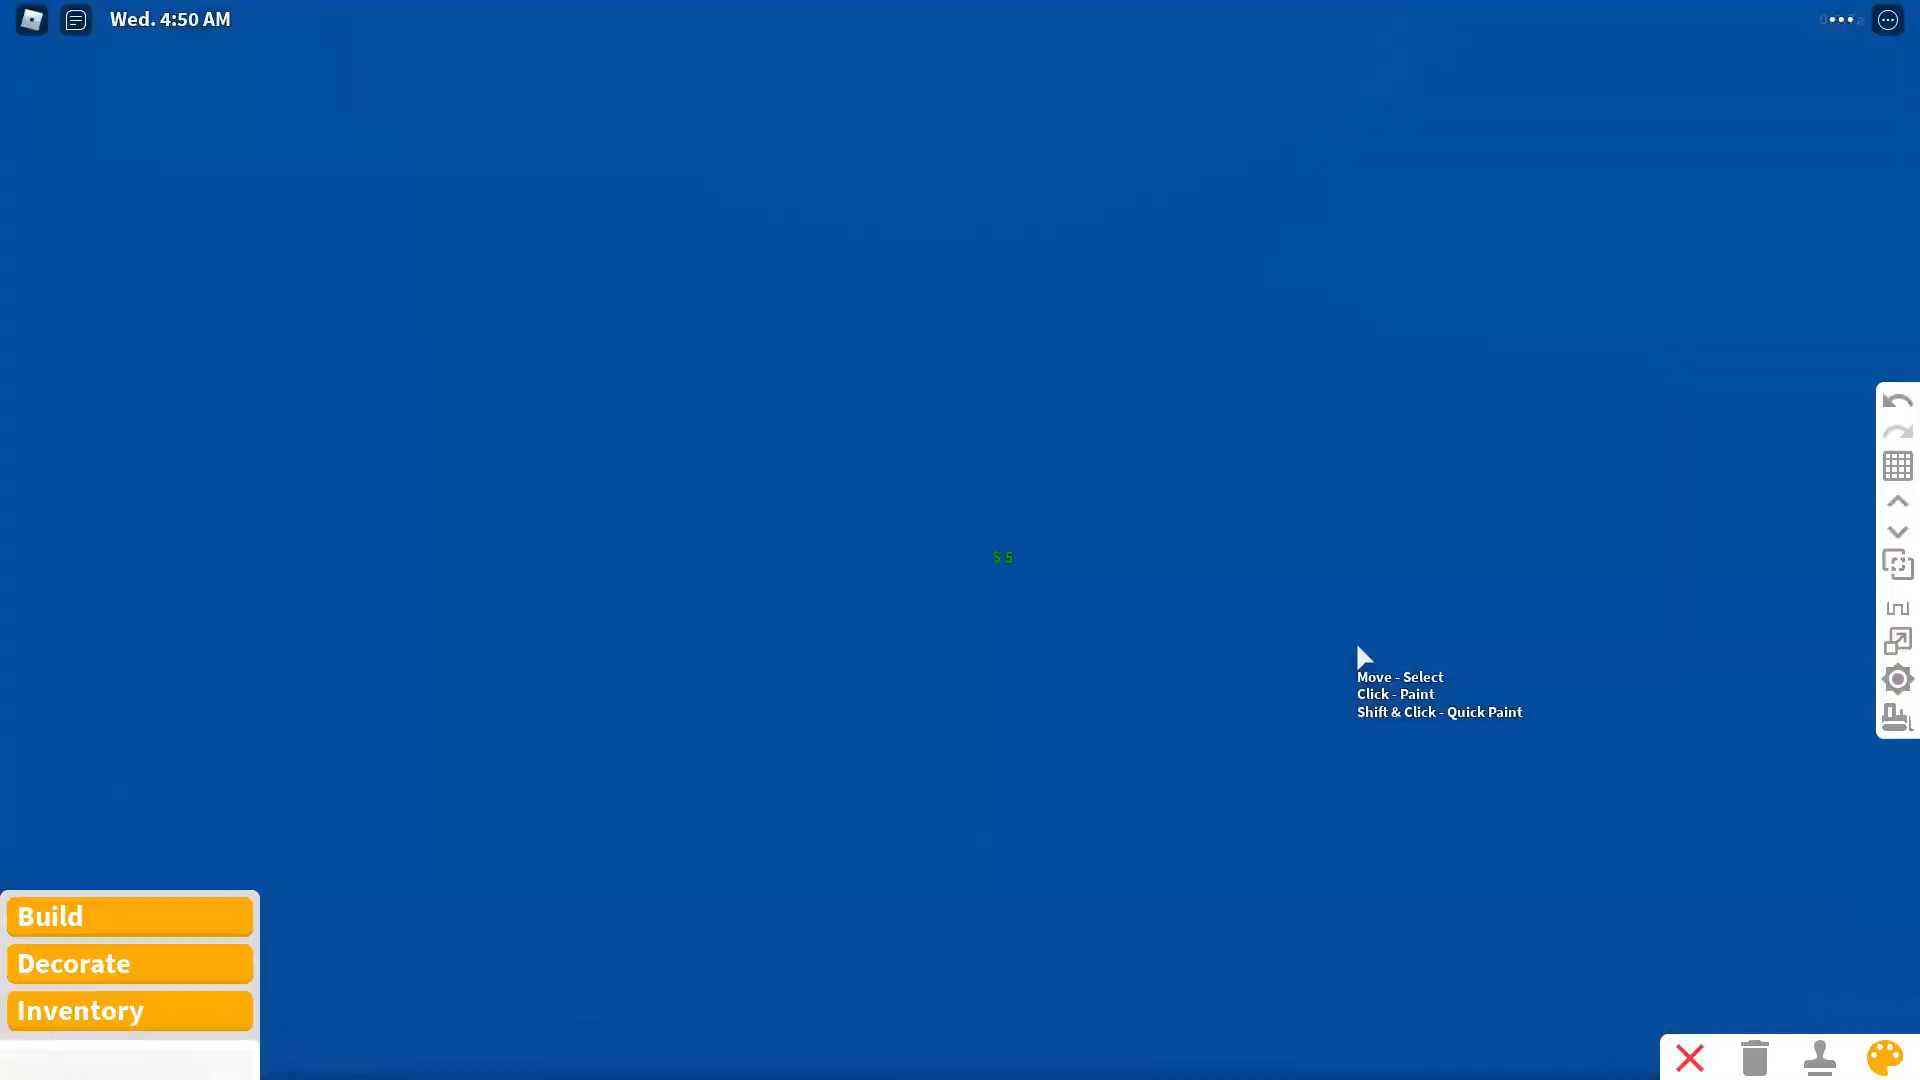 Wed. 4:50 AM
$ 5
Move - Select
Click - Paint
Shift & Click - Quick Paint
Build
Decorate
Inventory